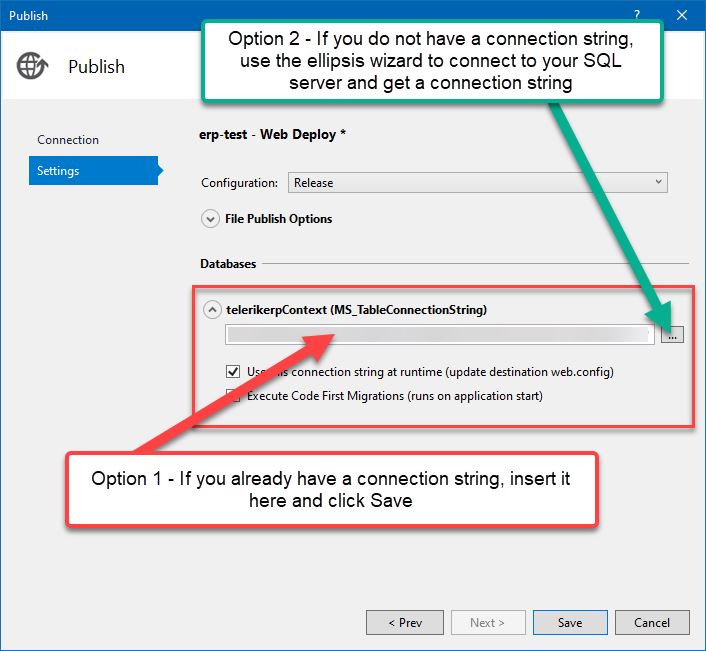 Publish
?
Option 2 - If you do not have a connection string,
use the ellipsis wizard to connect to your SQL
server and get a connection string
Publish
Connection
Settings
erp-test - Web Deploy *
Configuration:
Release
File Publish Options
Databases
telerikerpContext (MS_TableConnectionString)
...
Use this connection string at runtime (update destination web.config)
Execute Code First Migrations (runs on application start)
Option 1 - If you already have a connection string, insert it
here and click Save
< Prev
Next >
Save
Cancel